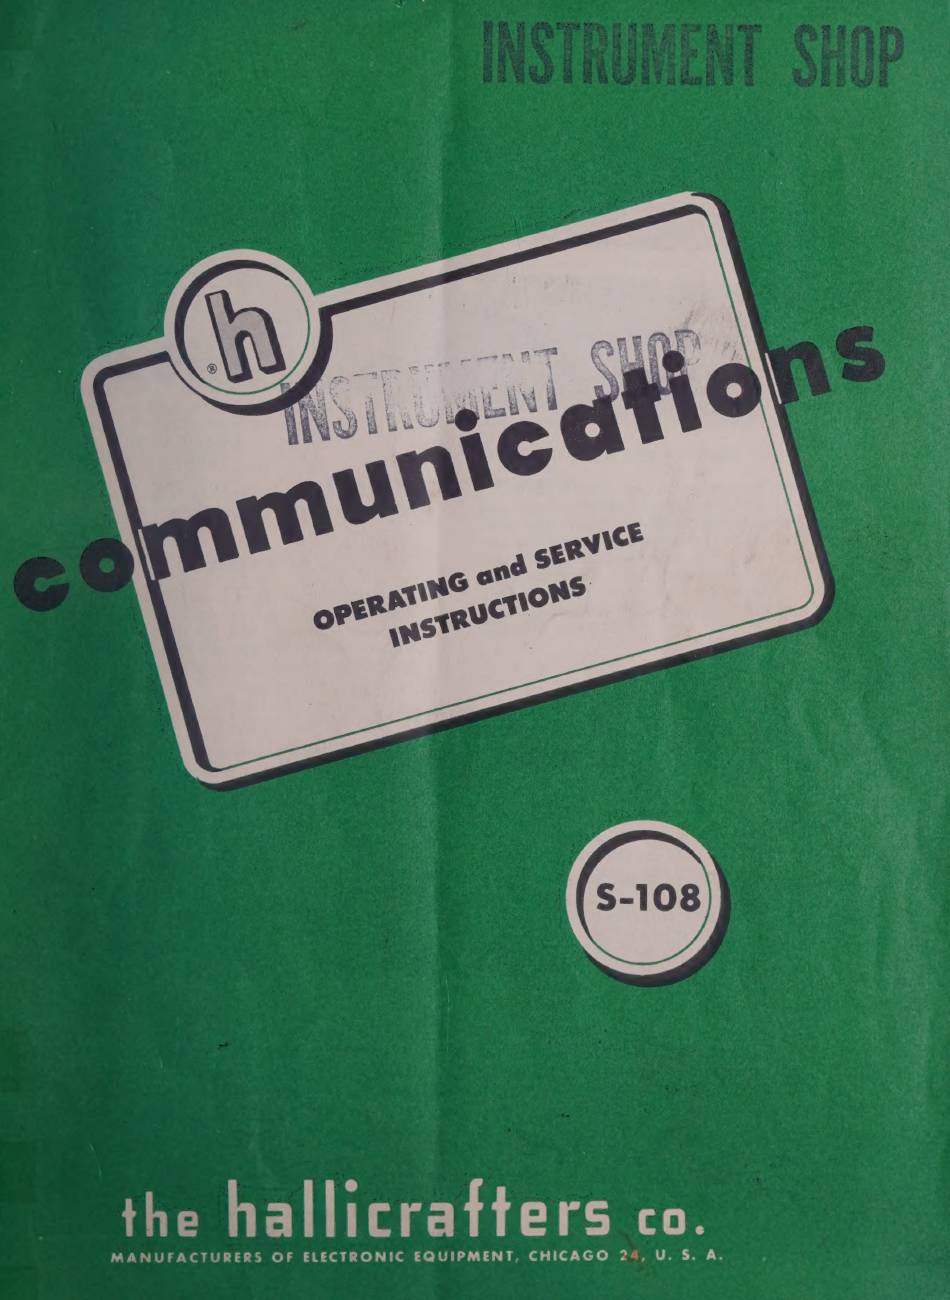 INSTRUMENT SHOP
h
®
INSTRUMENT SHOP
communications
OPERATING and SERVICE
INSTRUCTIONS
S-108
the hallicrafters co.
MANUFACTURERS OF ELECTRONIC EQUIPMENT, CHICAGO 24, U. S. A.